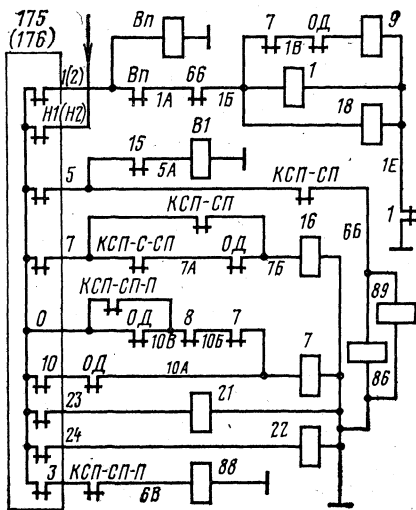 175
(176)
Вп
7 ОД 9
1В
1(2) Вп 66 1
1А 1Б
Н1(Н2) 18
15 В1
5А 1Е
5 КСП-СП 1
КСП-СП 16 6Б
7 КСП-С-СП ОД
7А 7Б
КСП-СП-П 89
0 ОД 8 7
10В 10Б 7 86
10 ОД 10А
23 21
24 22
3 КСП-СП-П 88
6В